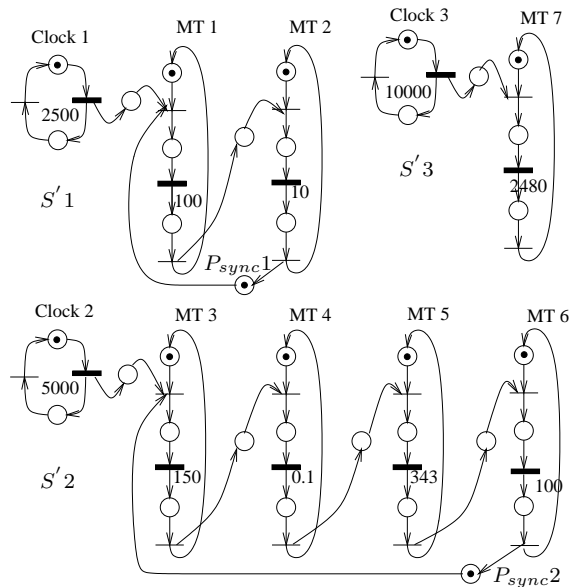 MT 1
MT 2
Clock 3
MT 7
Clock 1
2500
10000
S′1
100
10
S′3
2480
P_sync1
Clock 2
MT 3
MT 4
MT 5
MT 6
5000
S′2
150
0.1
343
100
P_sync2